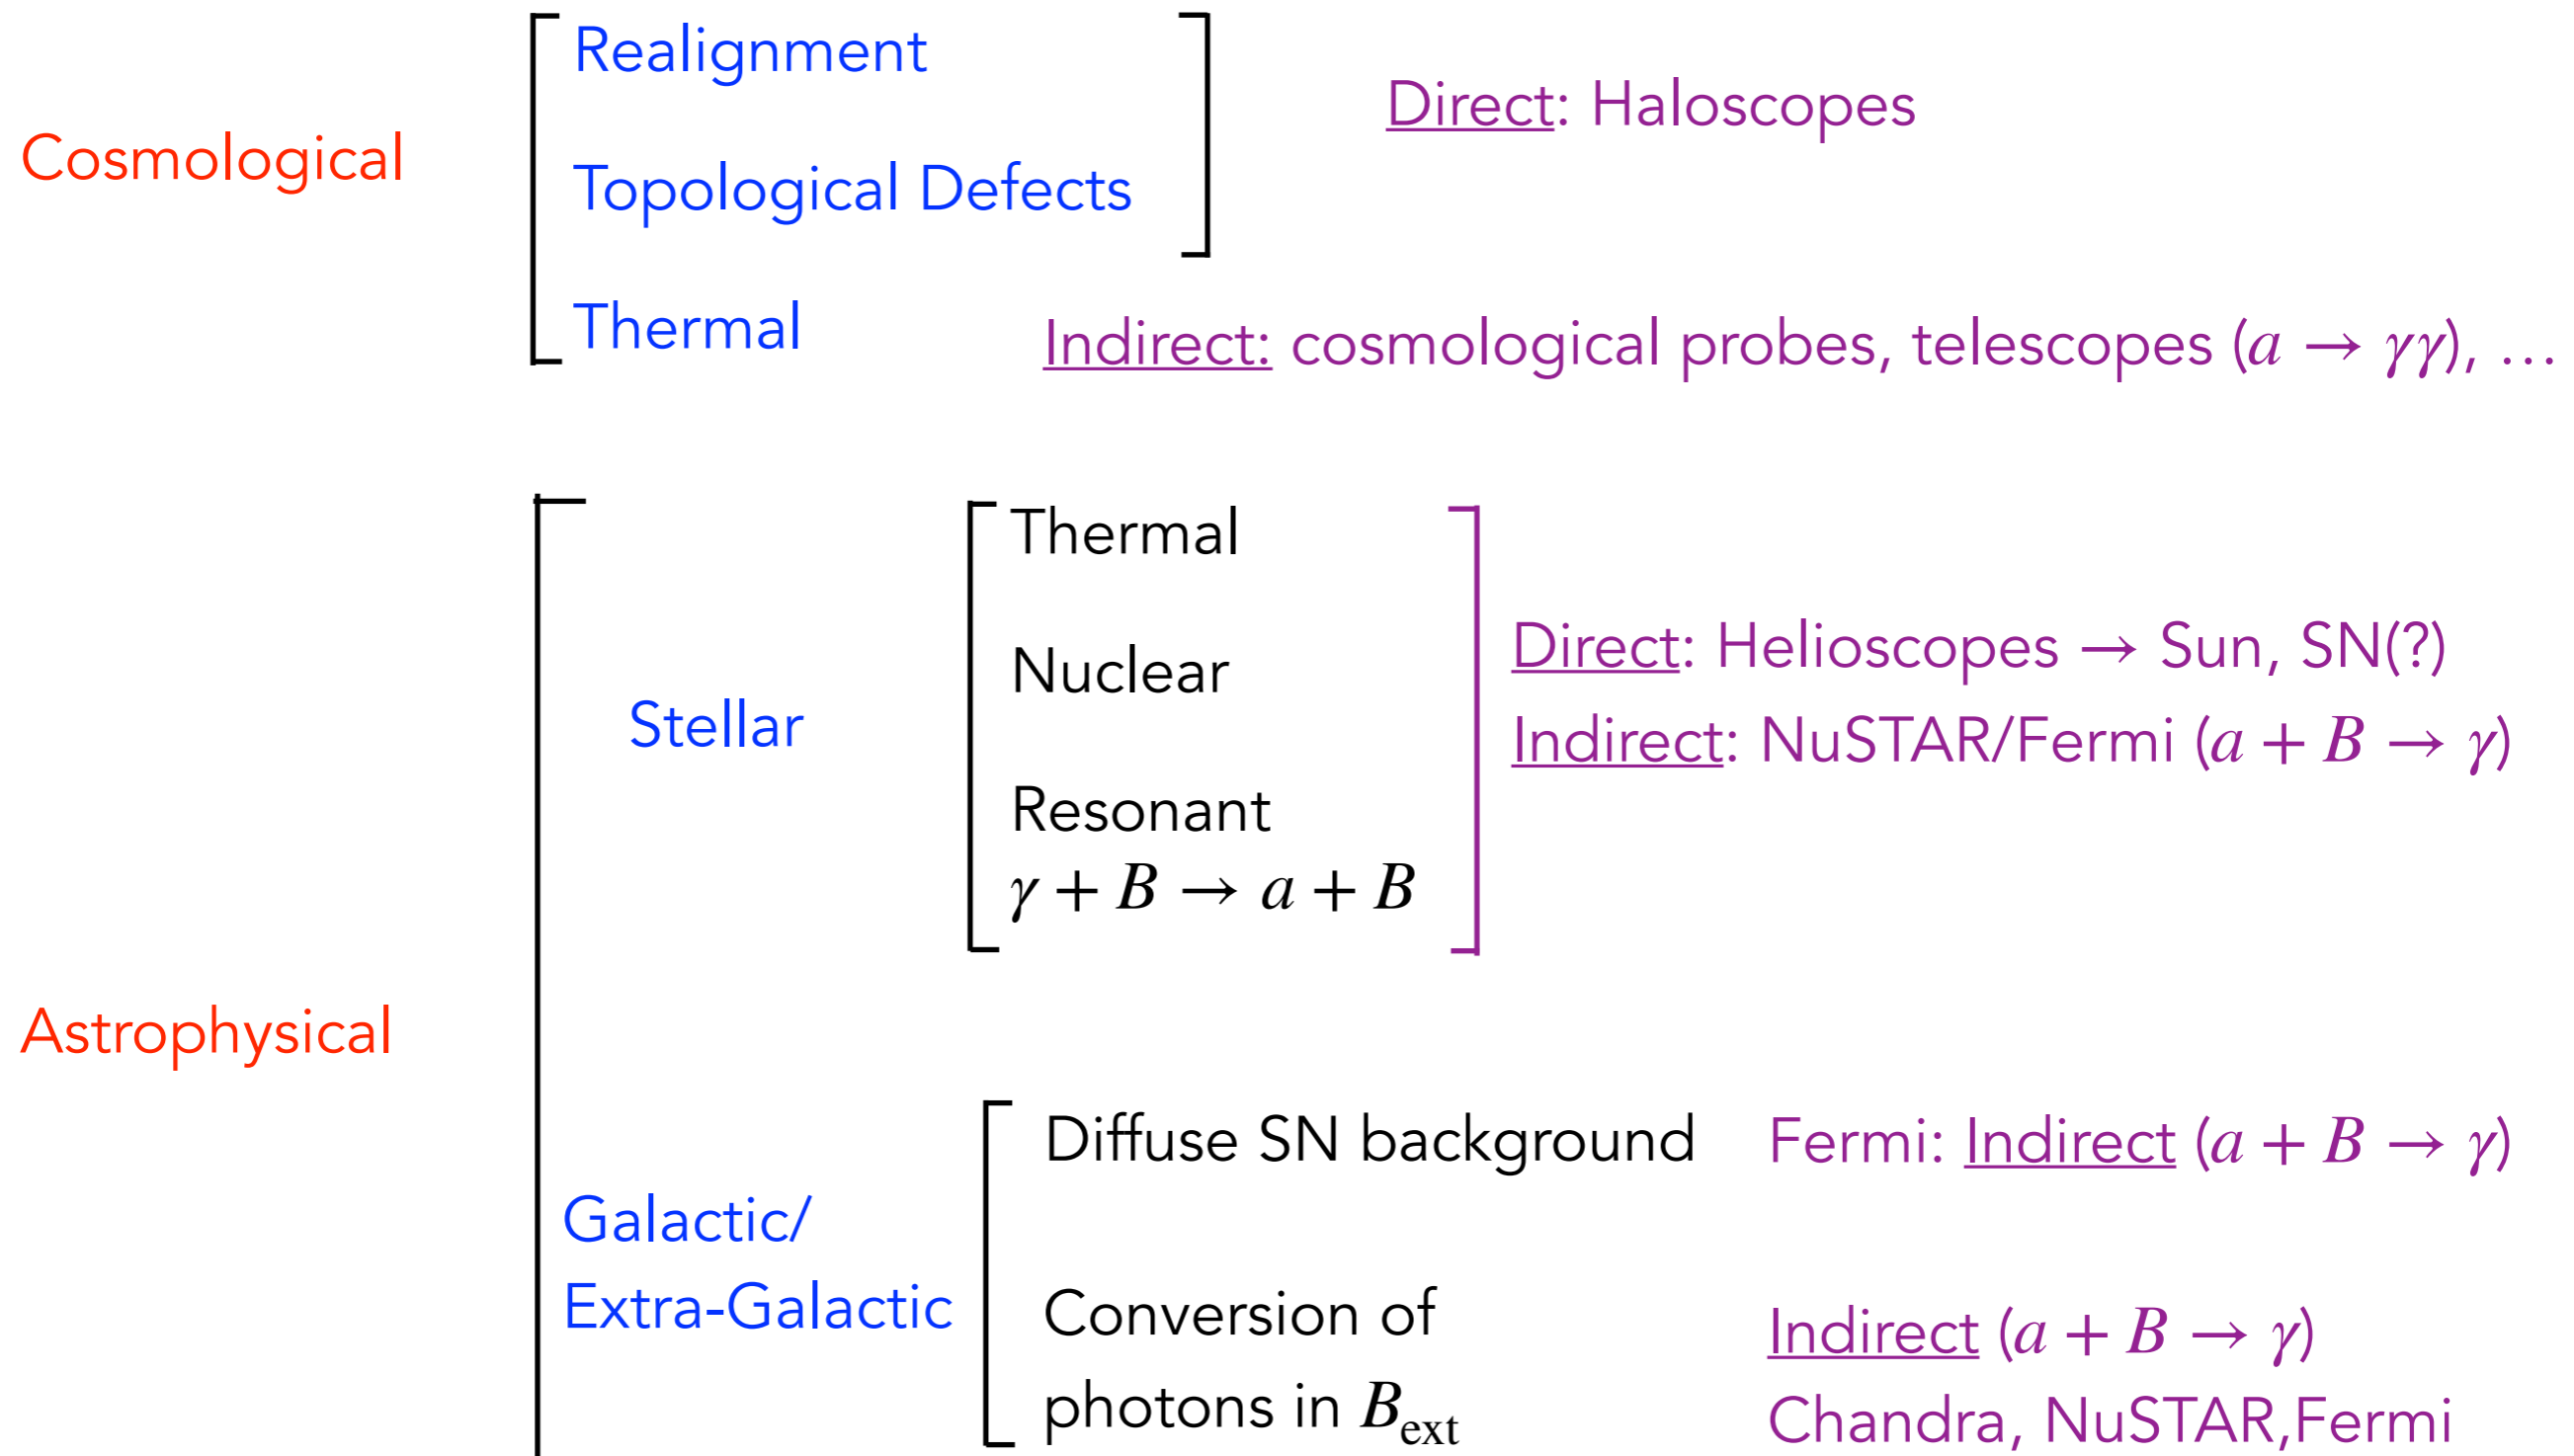 Cosmological
Realignment
Topological Defects
Thermal
Direct: Haloscopes
Indirect: cosmological probes, telescopes (a → γγ), …
Astrophysical
Stellar
Thermal
Nuclear
Resonant
γ + B → a + B
Direct: Helioscopes → Sun, SN(?)
Indirect: NuSTAR/Fermi (a + B → γ)
Galactic/
Extra-Galactic
Diffuse SN background
Fermi: Indirect (a + B → γ)
Conversion of
photons in B_ext
Indirect (a + B → γ)
Chandra, NuSTAR,Fermi